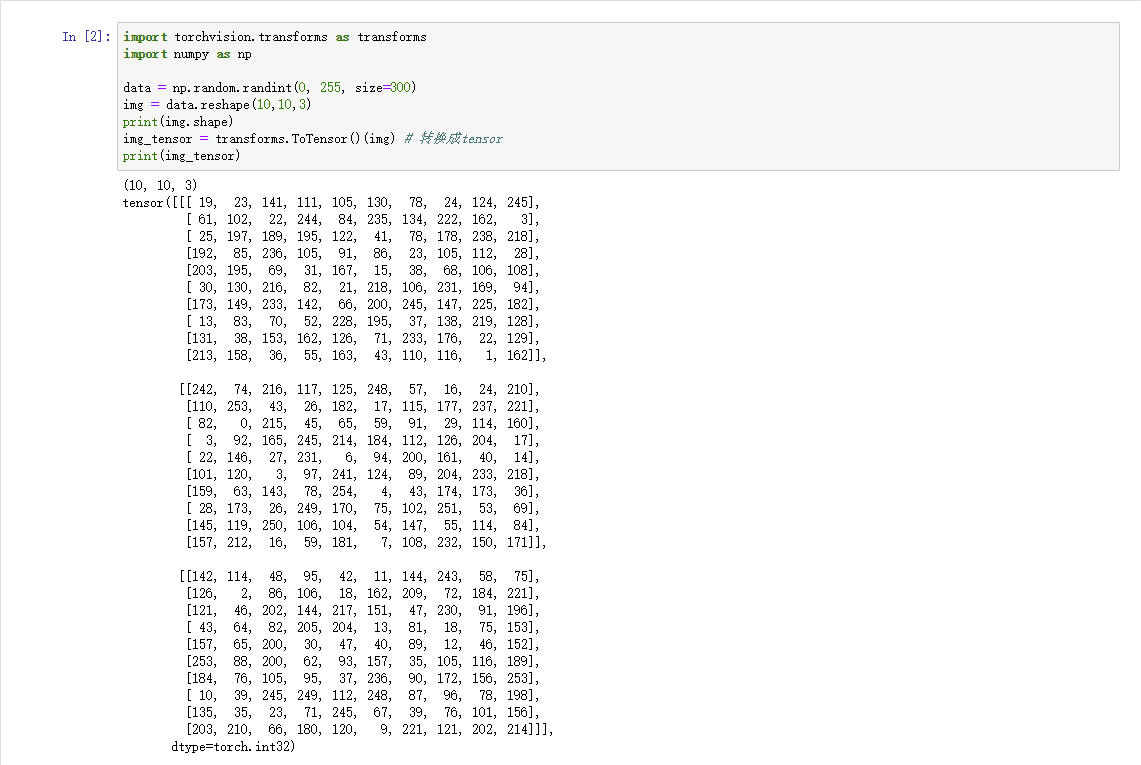 In [2]: import torchvision.transforms as transforms
import numpy as np
data = np.random.randint(0, 255, size=300)
img = data.reshape(10,10,3)
print(img.shape)
img_tensor = transforms.ToTensor()(img) # 转换成tensor
print(img_tensor)
(10, 10, 3)
tensor([[[ 19,  23, 141, 111, 105, 130,  78,  24, 124, 245],
[ 61, 102,  22, 244,  84, 235, 134, 222, 162,   3],
[ 25, 197, 189, 195, 122,  41,  78, 178, 238, 218],
[192,  85, 236, 105,  91,  86,  23, 105, 112,  28],
[203, 195,  69,  31, 167,  15,  38,  68, 106, 108],
[ 30, 130, 216,  82,  21, 218, 106, 231, 169,  94],
[173, 149, 233, 142,  66, 200, 245, 147, 225, 182],
[ 13,  83,  70,  52, 228, 195,  37, 138, 219, 128],
[131,  38, 153, 162, 126,  71, 233, 176,  22, 129],
[213, 158,  36,  55, 163,  43, 110, 116,   1, 162]],
[[242,  74, 216, 117, 125, 248,  57,  16,  24, 210],
[110, 253,  43,  26, 182,  17, 115, 177, 237, 221],
[ 82,   0, 215,  45,  65,  59,  91,  29, 114, 160],
[  3,  92, 165, 245, 214, 184, 112, 126, 204,  17],
[ 22, 146,  27, 231,   6,  94, 200, 161,  40,  14],
[101, 120,   3,  97, 241, 124,  89, 204, 233, 218],
[159,  63, 143,  78, 254,   4,  43, 174, 173,  36],
[ 28, 173,  26, 249, 170,  75, 102, 251,  53,  69],
[145, 119, 250, 106, 104,  54, 147,  55, 114,  84],
[157, 212,  16,  59, 181,   7, 108, 232, 150, 171]],
[[142, 114,  48,  95,  42,  11, 144, 243,  58,  75],
[126,   2,  86, 106,  18, 162, 209,  72, 184, 221],
[121,  46, 202, 144, 217, 151,  47, 230,  91, 196],
[ 43,  64,  82, 205, 204,  13,  81,  18,  75, 153],
[157,  65, 200,  30,  47,  40,  89,  12,  46, 152],
[253,  88, 200,  62,  93, 157,  35, 105, 116, 189],
[184,  76, 105,  95,  37, 236,  90, 172, 156, 253],
[ 10,  39, 245, 249, 112, 248,  87,  96,  78, 198],
[135,  35,  23,  71, 245,  67,  39,  76, 101, 156],
[203, 210,  66, 180, 120,   9, 221, 121, 202, 214]]],
dtype=torch.int32)